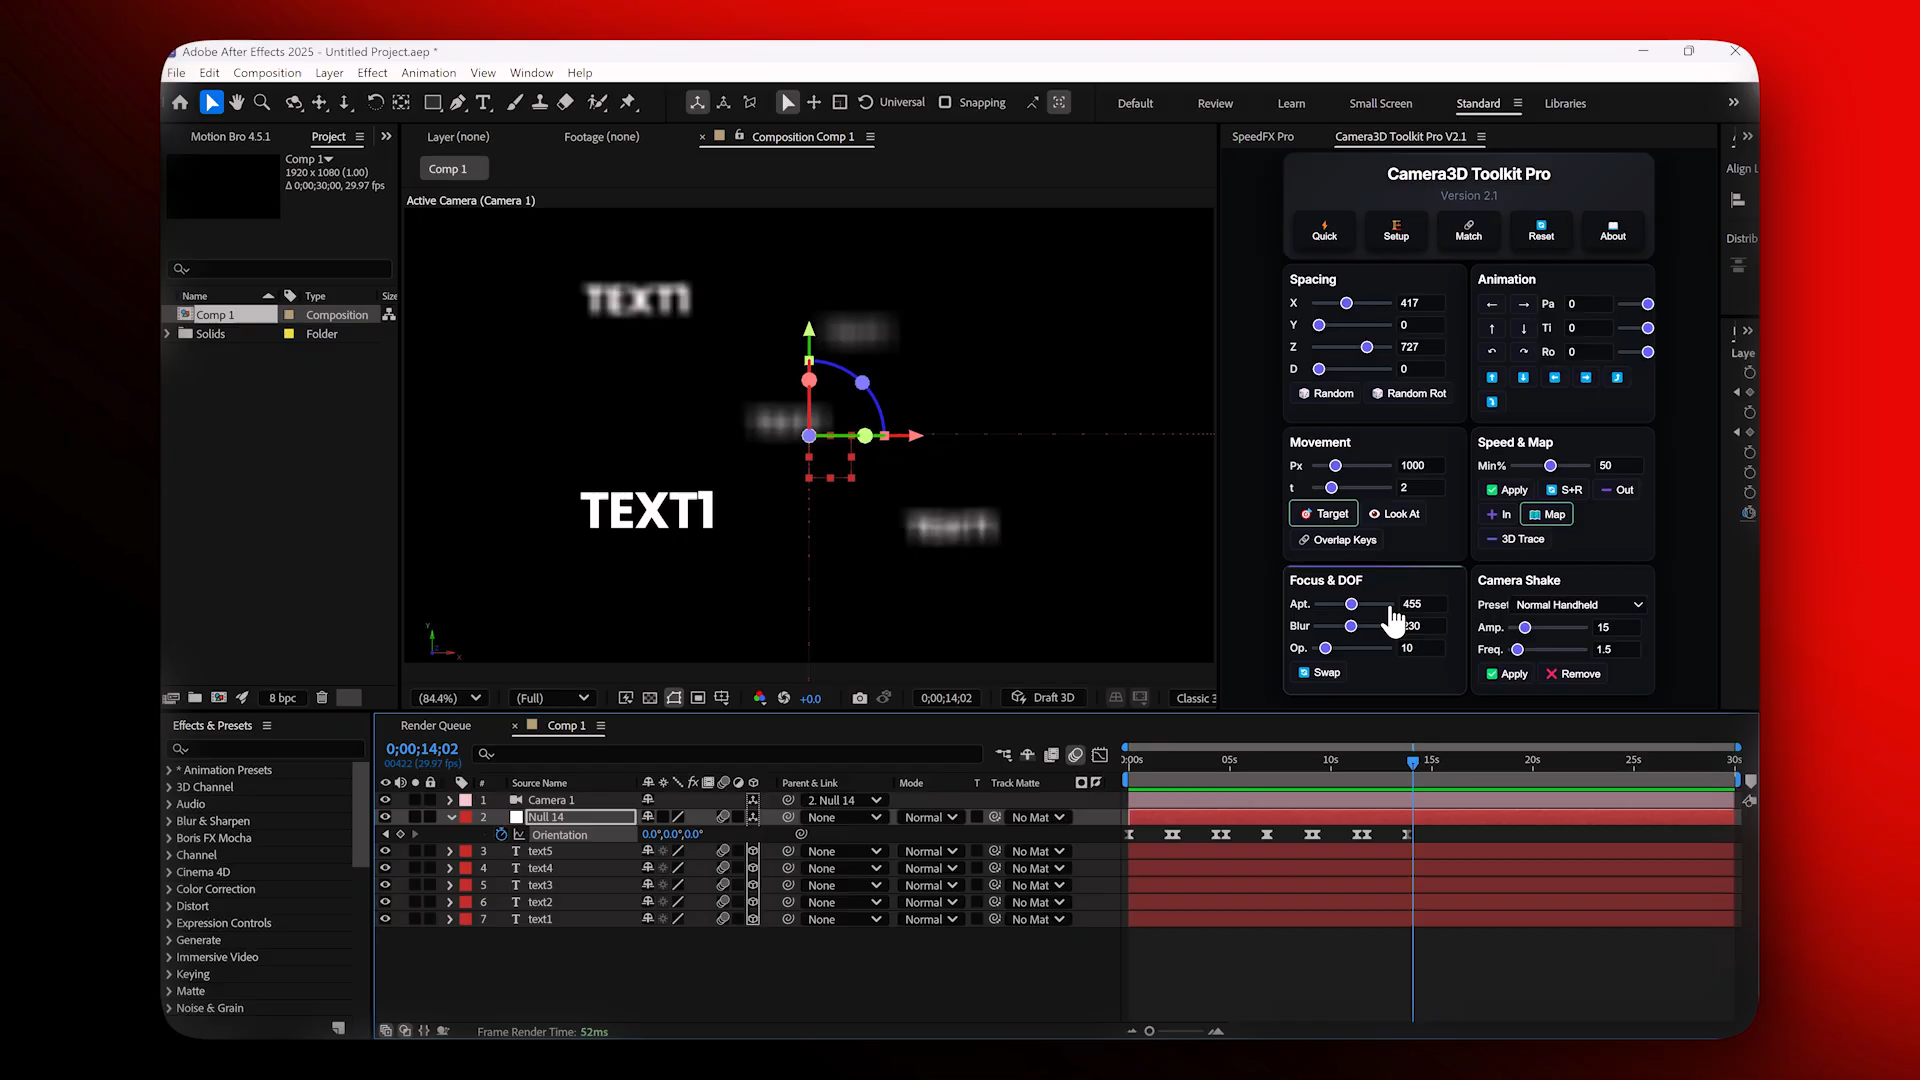 Adobe After Effects 2025 - Untitled Project.aep *
File Edit Composition Layer Effect Animation View Window Help
Universal Snapping Default Review Learn Small Screen Standard Libraries
Motion Bro 4.5.1 Project
Layer (none) Footage (none) Composition Comp 1
SpeedFX Pro Camera3D Toolkit Pro V2.1
Comp 1
1920 x 1080 (1.00)
Δ 0;00;30;00, 29.97 fps
Comp 1
Active Camera (Camera 1)
Name Type Size
Comp 1 Composition
Solids Folder
TEXT1
TEXT1
Camera3D Toolkit Pro
Version 2.1
Quick Setup Match Reset About
Spacing
X 417
Y 0
Z 727
D 0
Random Random Rot
Animation
Pa 0
Ti 0
Ro 0
Movement
Px 1000
t 2
Target Look At
Overlap Keys
Speed & Map
Min% 50
Apply S+R Out
In Map
3D Trace
Focus & DOF
Apt. 455
Blur 230
Op. 10
Swap
Camera Shake
Preset Normal Handheld
Amp. 15
Freq. 1.5
Apply Remove
Align L
Distrib
Laye
8 bpc
(84.4%) (Full) +0.0 0;00;14;02 Draft 3D Classic 3
Effects & Presets
* Animation Presets
3D Channel
Audio
Blur & Sharpen
Boris FX Mocha
Channel
Cinema 4D
Color Correction
Distort
Expression Controls
Generate
Immersive Video
Keying
Matte
Noise & Grain
Render Queue Comp 1
0;00;14;02
00422 (29.97 fps)
:00s 05s 10s 15s 20s 25s 30s
# Source Name fx Parent & Link Mode T Track Matte
1 Camera 1 2. Null 14
2 Null 14 None Normal No Mat
Orientation 0.0°,0.0°,0.0°
3 text5 None Normal No Mat
4 text4 None Normal No Mat
5 text3 None Normal No Mat
6 text2 None Normal No Mat
7 text1 None Normal No Mat
Frame Render Time: 52ms